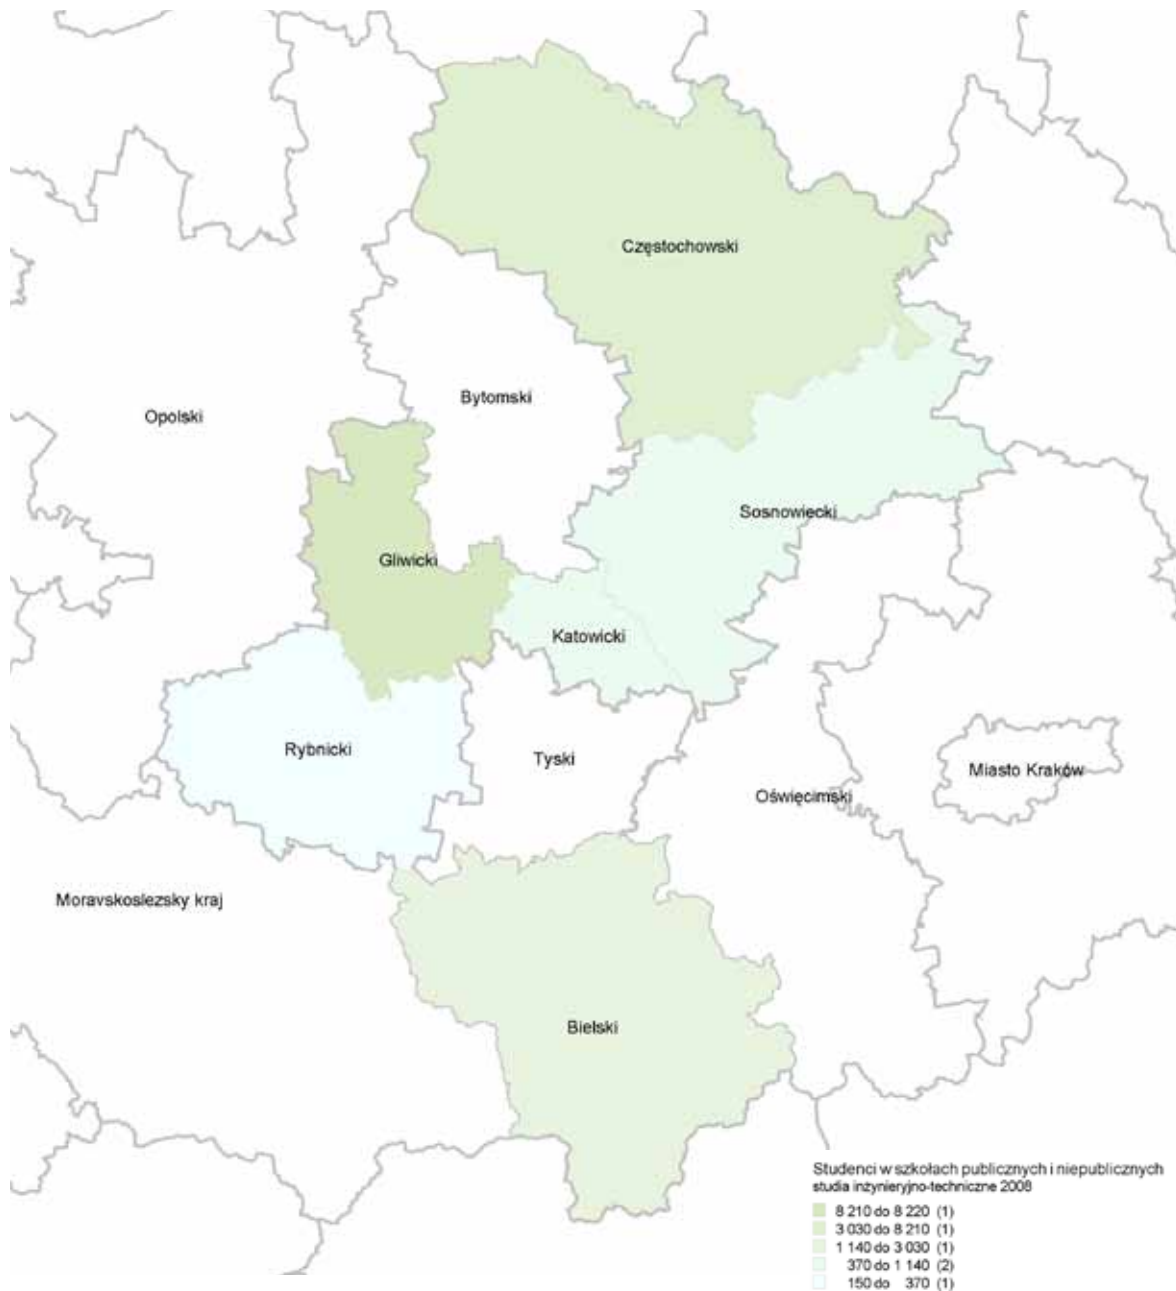 Częstochowski
Bytomski
Opolski
Sosnowiecki
Gliwicki
Katowicki
Rybnicki
Tyski
Miasto Kraków
Oświęcimski
Moravskoslezsky kraj
Bielski
Studenci w szkołach publicznych i niepublicznych
studia inżynieryjno-techniczne 2008
8 210 do 8 220 (1)
3 030 do 8 210 (1)
1 140 do 3 030 (1)
370 do 1 140 (2)
150 do 370 (1)